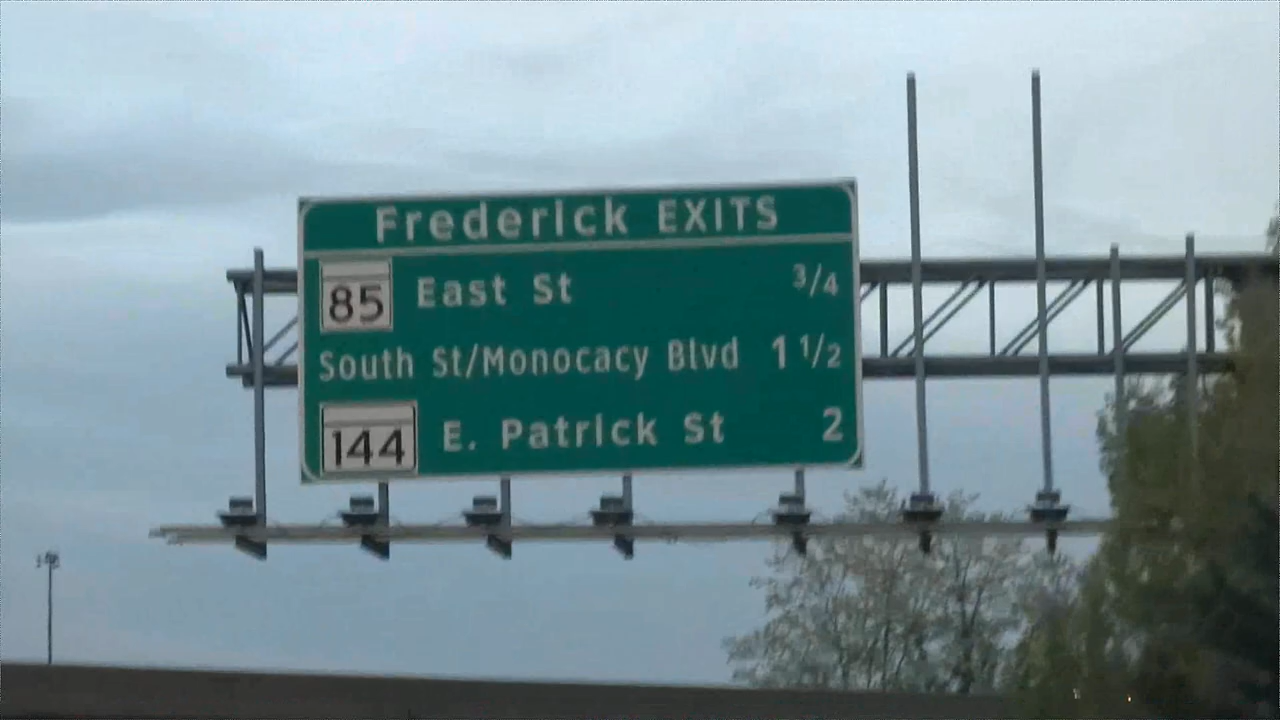 Frederick EXITS
85 East St 3/4
South St/Monocacy Blvd 1 1/2
144 E. Patrick St 2